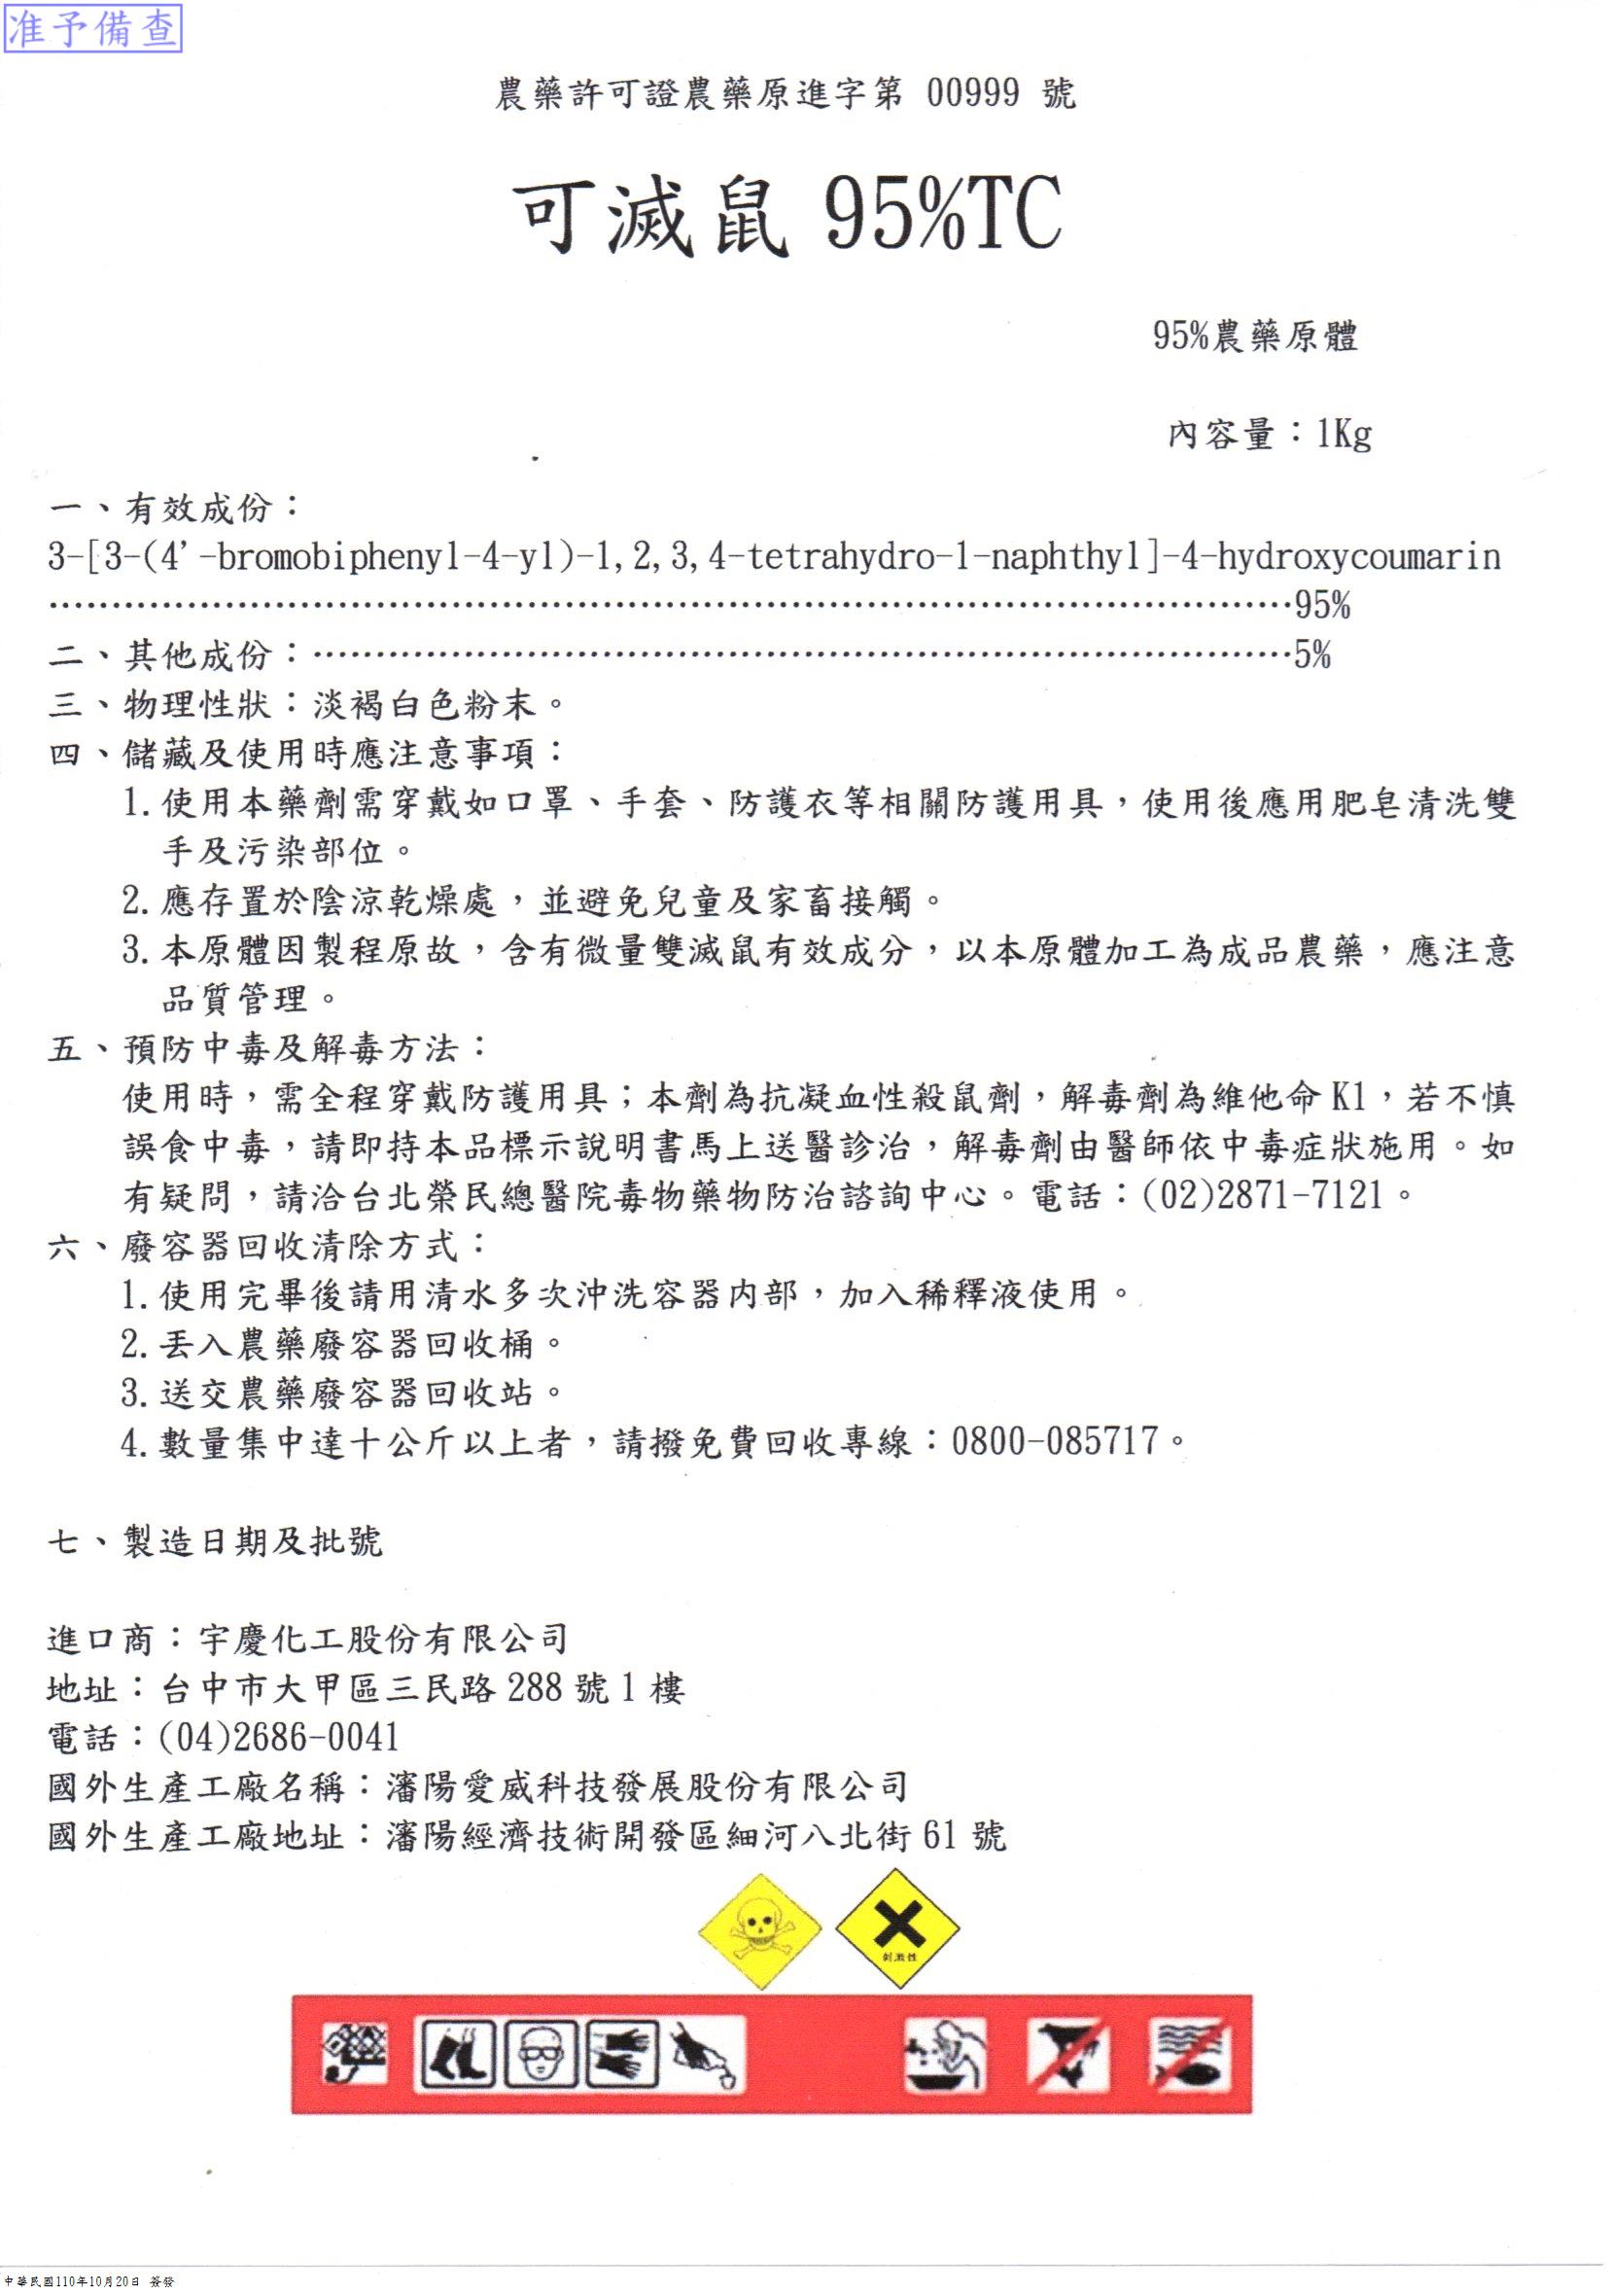 准予備查
農藥許可證農藥原進字第 00999 號
可滅鼠 95%TC
95%農藥原體
內容量：1Kg
一、有效成份：
3-[3-(4'-bromobiphenyl-4-yl)-1,2,3,4-tetrahydro-1-naphthyl]-4-hydroxycoumarin
…………………………………………………………………………………………95%
二、其他成份：………………………………………………………………………5%
三、物理性狀：淡褐白色粉末。
四、儲藏及使用時應注意事項：
1.使用本藥劑需穿戴如口罩、手套、防護衣等相關防護用具，使用後應用肥皂清洗雙
手及污染部位。
2.應存置於陰涼乾燥處，並避免兒童及家畜接觸。
3.本原體因製程原故，含有微量雙滅鼠有效成分，以本原體加工為成品農藥，應注意
品質管理。
五、預防中毒及解毒方法：
使用時，需全程穿戴防護用具；本劑為抗凝血性殺鼠劑，解毒劑為維他命 K1，若不慎
誤食中毒，請即持本品標示說明書馬上送醫診治，解毒劑由醫師依中毒症狀施用。如
有疑問，請洽台北榮民總醫院毒物藥物防治諮詢中心。電話：(02)2871-7121。
六、廢容器回收清除方式：
1.使用完畢後請用清水多次沖洗容器內部，加入稀釋液使用。
2.丟入農藥廢容器回收桶。
3.送交農藥廢容器回收站。
4.數量集中達十公斤以上者，請撥免費回收專線：0800-085717。
七、製造日期及批號
進口商：宇慶化工股份有限公司
地址：台中市大甲區三民路 288 號 1 樓
電話：(04)2686-0041
國外生產工廠名稱：瀋陽愛威科技發展股份有限公司
國外生產工廠地址：瀋陽經濟技術開發區細河八北街 61 號
刺激性
中華民國110年10月20日 簽發